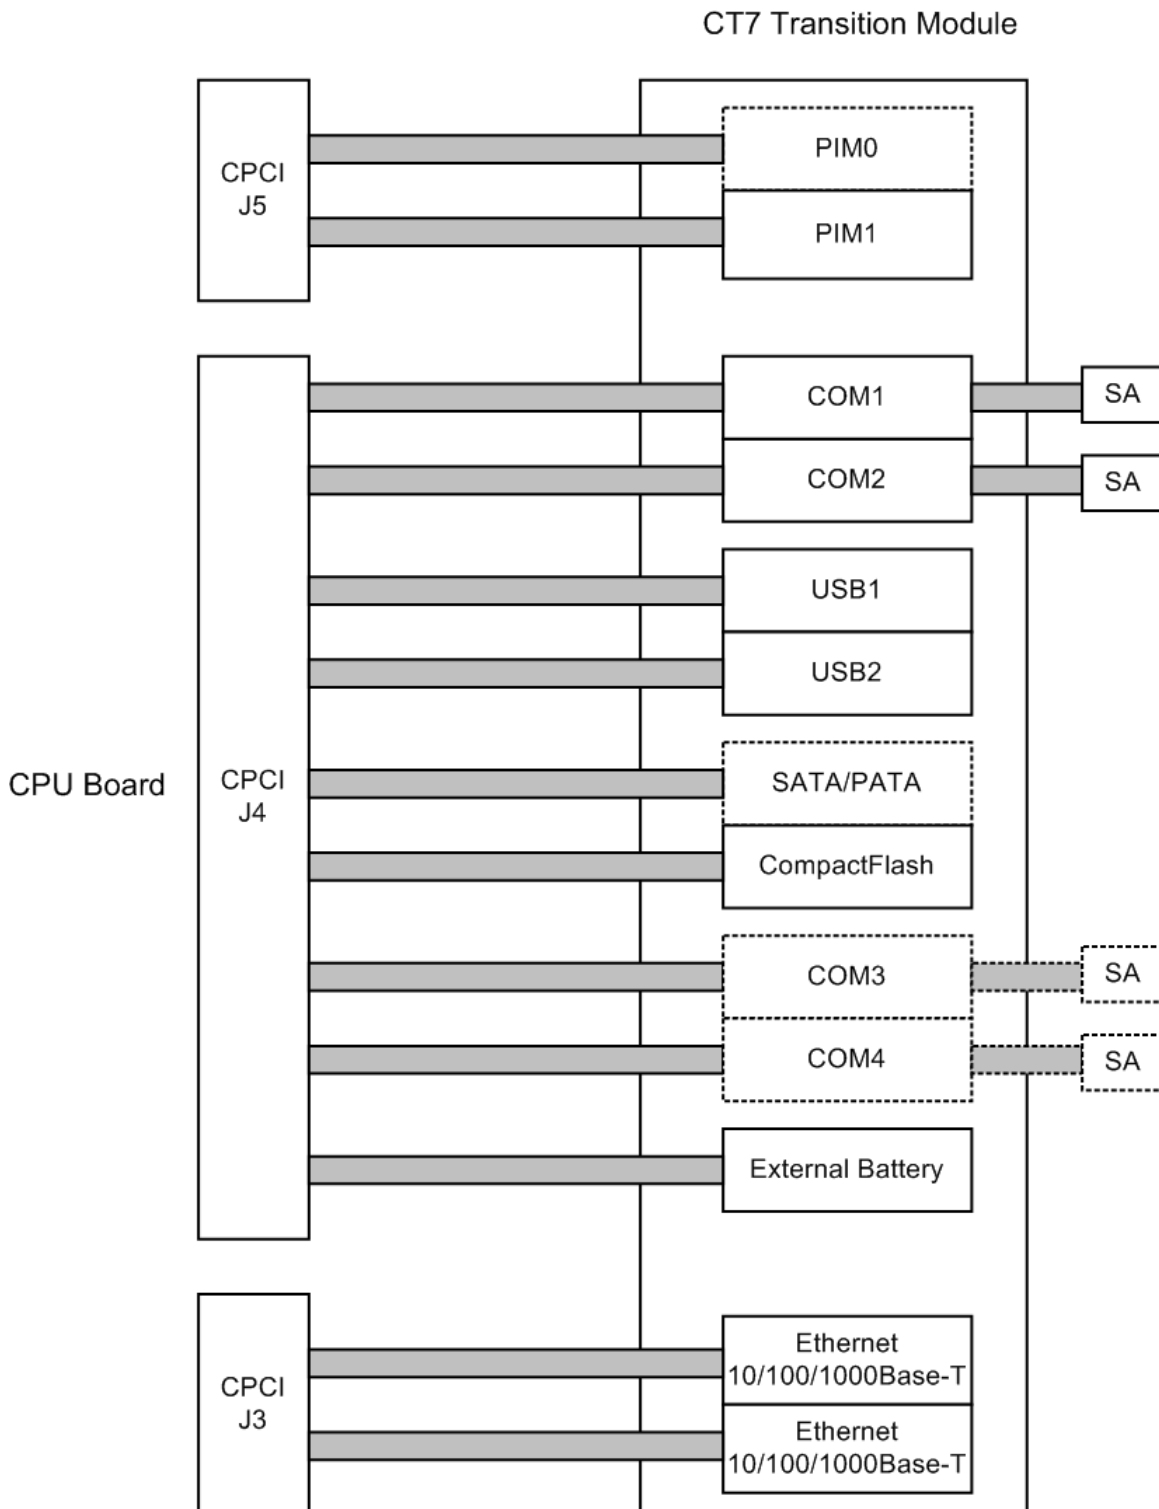 CT7 Transition Module
CPCI
J5
PIM0
PIM1
COM1
SA
COM2
SA
USB1
USB2
CPU Board
CPCI
J4
SATA/PATA
CompactFlash
COM3
SA
COM4
SA
External Battery
CPCI
J3
Ethernet
10/100/1000Base-T
Ethernet
10/100/1000Base-T